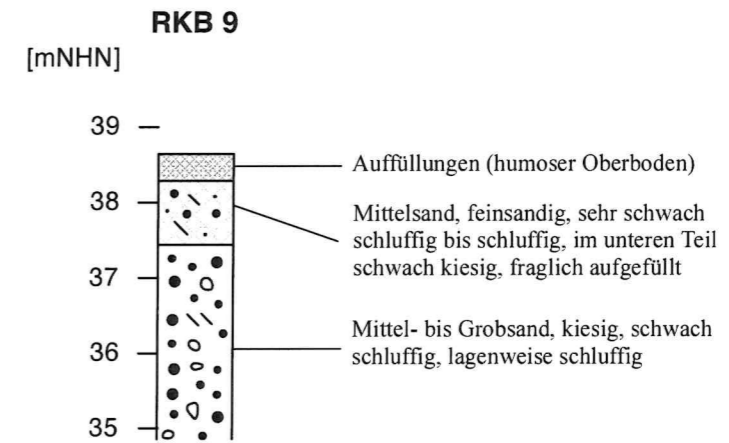 RKB 9
[mNHN]
39
Auffüllungen (humoser Oberboden)
38
Mittelsand, feinsandig, sehr schwach
schluffig bis schluffig, im unteren Teil
schwach kiesig, fraglich aufgefüllt
37
Mittel- bis Grobsand, kiesig, schwach
schluffig, lagenweise schluffig
36
35